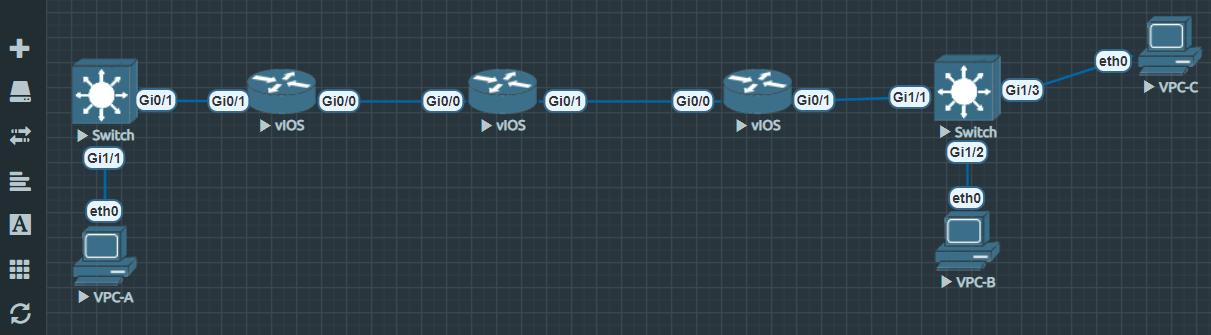 eth0
VPC-C
Gi0/1
Gi0/1
Gi0/0
Gi0/0
Gi0/1
Gi0/0
Gi0/1
Gi1/1
Gi1/3
Switch
vIOS
vIOS
vIOS
Switch
Gi1/1
Gi1/2
eth0
eth0
VPC-A
VPC-B
A